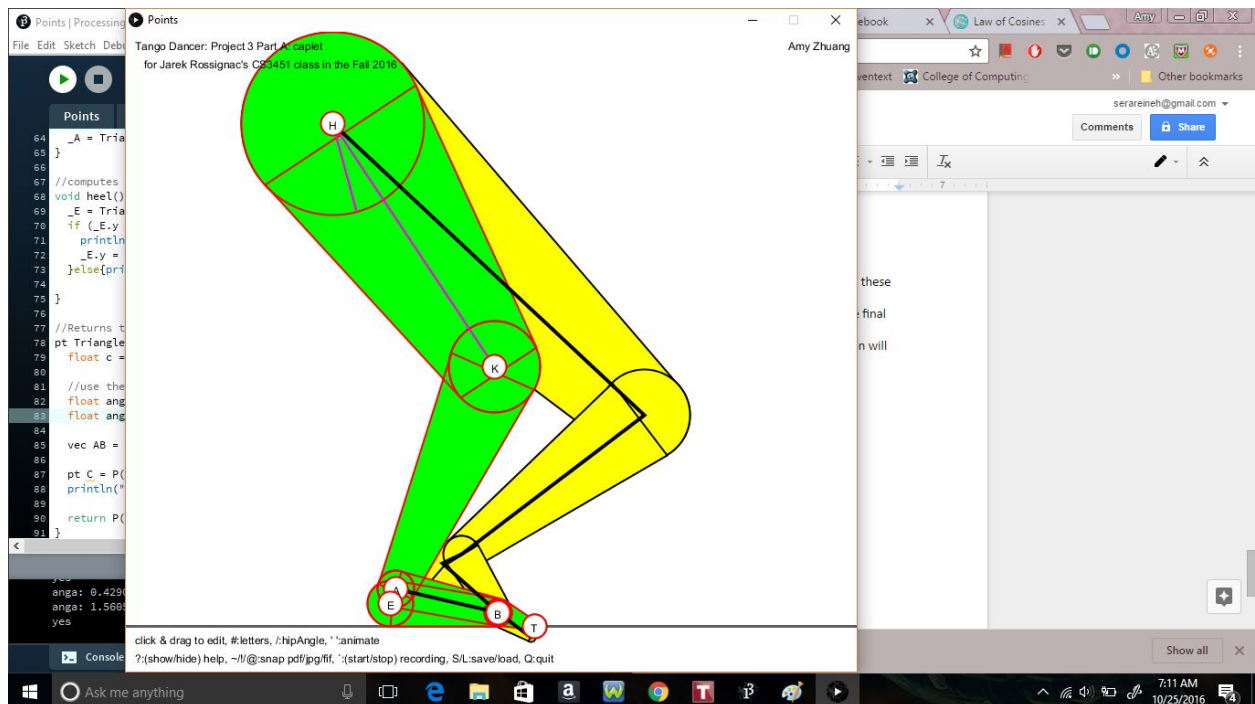 Points | Processing
File Edit Sketch Debu
Points
64 _A = Tria
65 }
66
67 //computes
68 void heel()
69 _E = Tria
70 if (_E.y
71 println
72 _E.y =
73 }else{pri
74
75 }
76
77 //Returns t
78 pt Triangle
79 float c =
80
81 //use the
82 float ang
83 float ang
84
85 vec AB =
86
87 pt C = P(
88 println("
89
90 return P(
91 }
yes
anga: 0.4290
anga: 1.5605
yes
Console
Points
Tango Dancer: Project 3 Part A: caplet
Amy Zhuang
for Jarek Rossignac's CS3451 class in the Fall 2016
H
K
A
E
B
T
click & drag to edit, #:letters, /:hipAngle, ' ':animate
?:(show/hide) help, ~/!/@:snap pdf/jpg/fif, `:(start/stop) recording, S/L:save/load, Q:quit
ebook
Law of Cosines
Amy
ventext
College of Computing
Other bookmarks
serareineh@gmail.com
Comments
Share
7
these
final
n will
Show all
Ask me anything
7:11 AM
10/25/2016